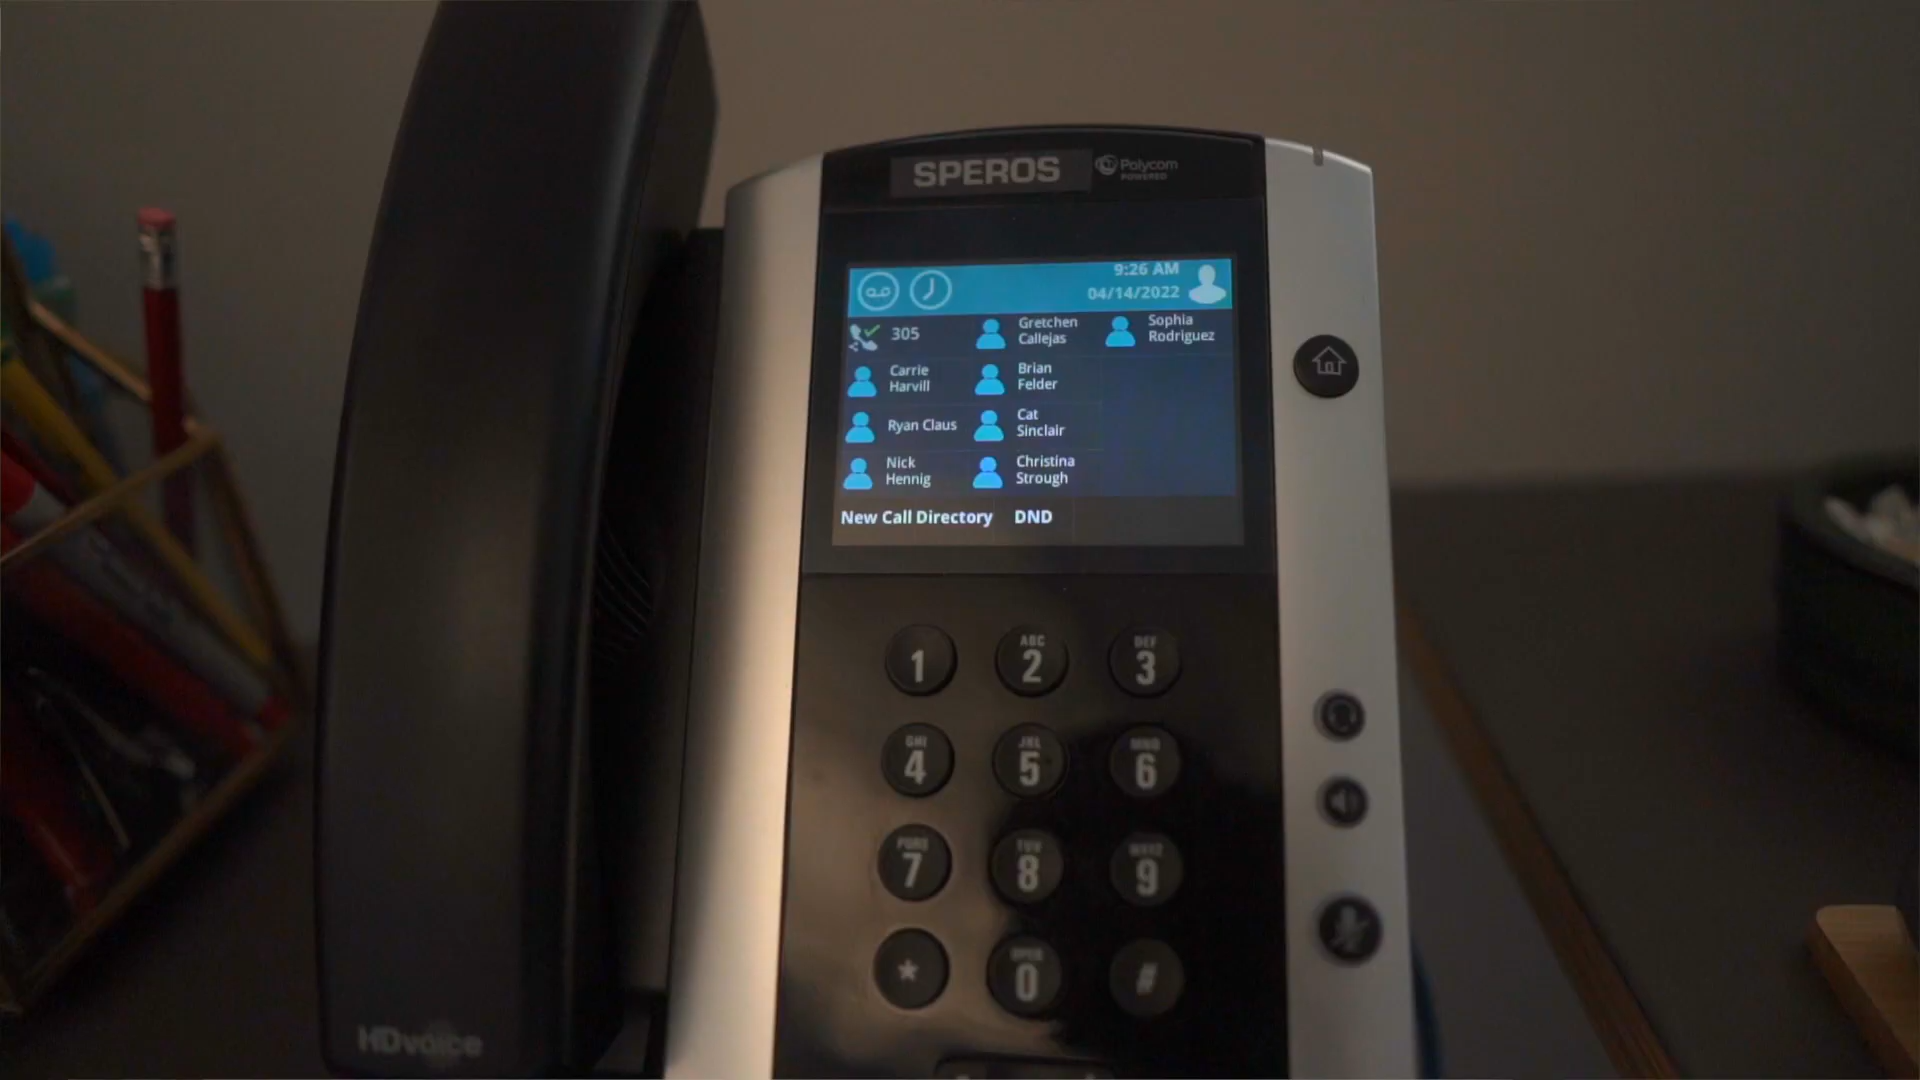 SPEROS
Polycom
POWERED
9:26 AM
04/14/2022
305
Gretchen
Callejas
Sophia
Rodriguez
Carrie
Harvill
Brian
Felder
Ryan Claus
Cat
Sinclair
Nick
Hennig
Christina
Strough
New Call Directory DND
1
ABC
2
DEF
3
GHI
4
JKL
5
MNO
6
PQRS
7
TUV
8
WXYZ
9
*
OPER
0
#
HDvoice